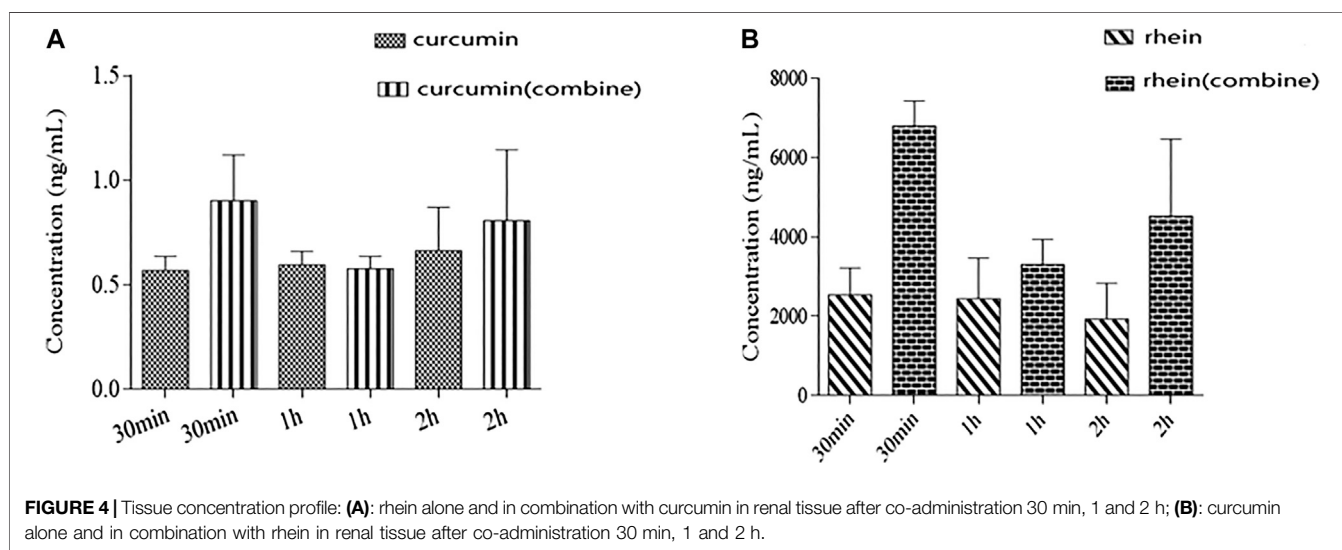 A
curcumin
curcumin(combine)
Concentration (ng/mL)
1.5
1.0
0.5
0.0
30min 30min 1h 1h 2h 2h
B
rhein
rhein(combine)
Concentration (ng/mL)
8000
6000
4000
2000
0
30min 30min 1h 1h 2h 2h
FIGURE 4 | Tissue concentration profile: (A): rhein alone and in combination with curcumin in renal tissue after co-administration 30 min, 1 and 2 h; (B): curcumin
alone and in combination with rhein in renal tissue after co-administration 30 min, 1 and 2 h.